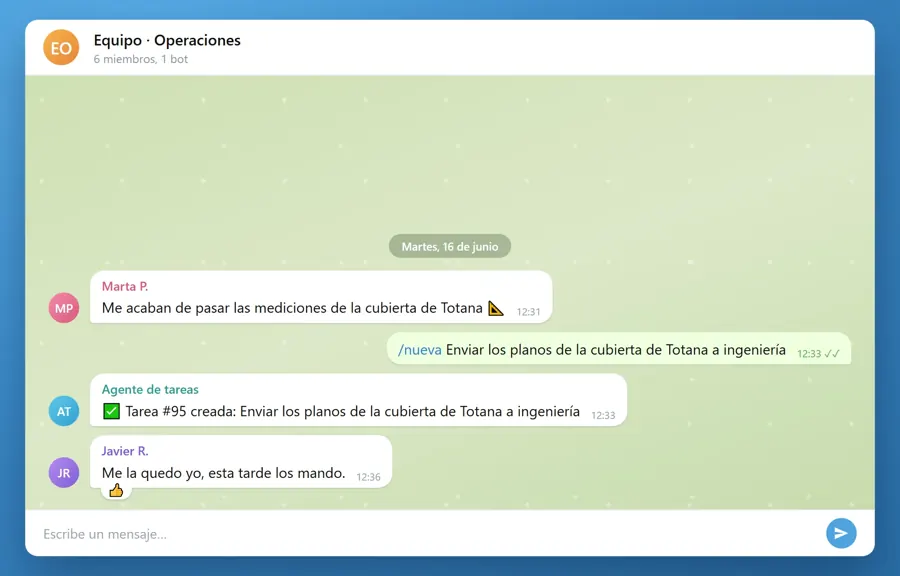 EO
Equipo · Operaciones
6 miembros, 1 bot
Martes, 16 de junio
Marta P.
MP
Me acaban de pasar las mediciones de la cubierta de Totana 📐 12:31
/nueva Enviar los planos de la cubierta de Totana a ingeniería 12:33 ✓✓
Agente de tareas
AT
✅ Tarea #95 creada: Enviar los planos de la cubierta de Totana a ingeniería 12:33
Javier R.
JR
Me la quedo yo, esta tarde los mando. 12:36
👍
Escribe un mensaje...